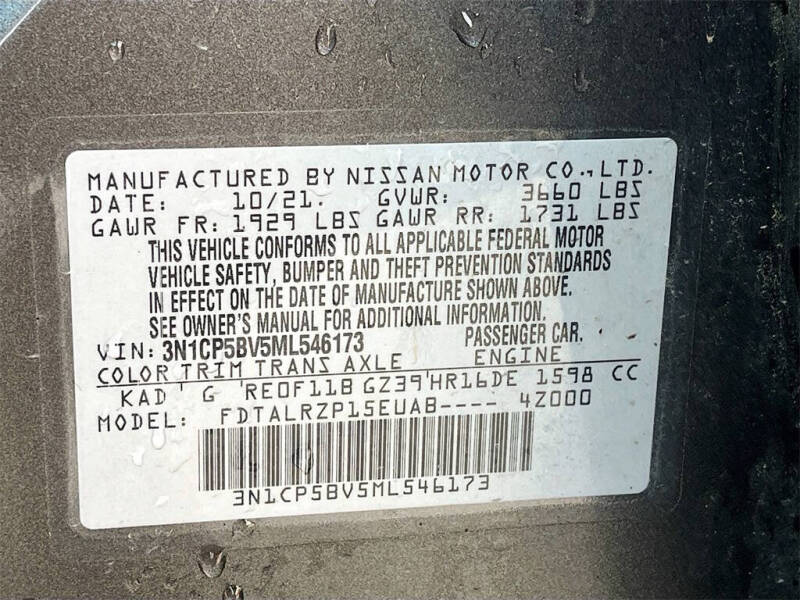 MANUFACTURED BY NISSAN MOTOR CO.,LTD.
DATE: 10/21. GVWR: 3660 LBS
GAWR FR: 1929 LBS GAWR RR: 1731 LBS
THIS VEHICLE CONFORMS TO ALL APPLICABLE FEDERAL MOTOR
VEHICLE SAFETY, BUMPER AND THEFT PREVENTION STANDARDS
IN EFFECT ON THE DATE OF MANUFACTURE SHOWN ABOVE.
SEE OWNER'S MANUAL FOR ADDITIONAL INFORMATION.
VIN: 3N1CP5BV5ML546173 PASSENGER CAR.
COLOR TRIM TRANS AXLE ENGINE
KAD ' G 'RE0F11B GZ39'HR16DE 1598 CC
MODEL: FDTALRZP15EUAB---- 4Z000
3N1CP5BV5ML546173